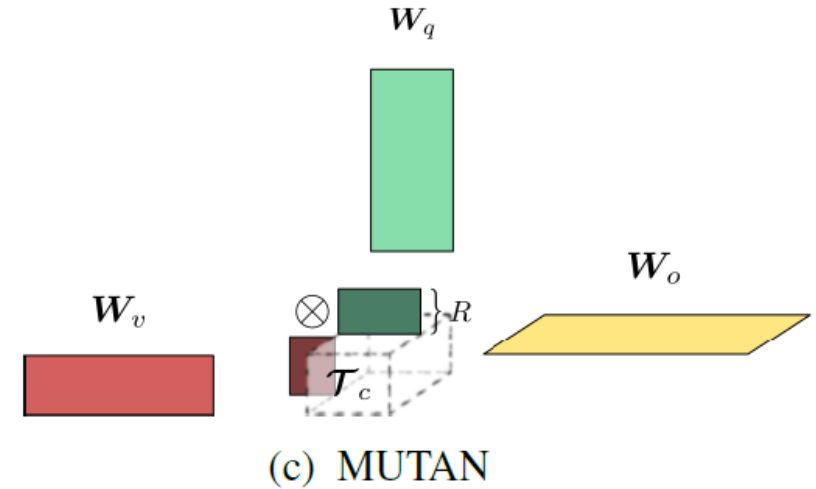 W_q
W_o
W_v
⊗ } R
𝓣_c
(c) MUTAN